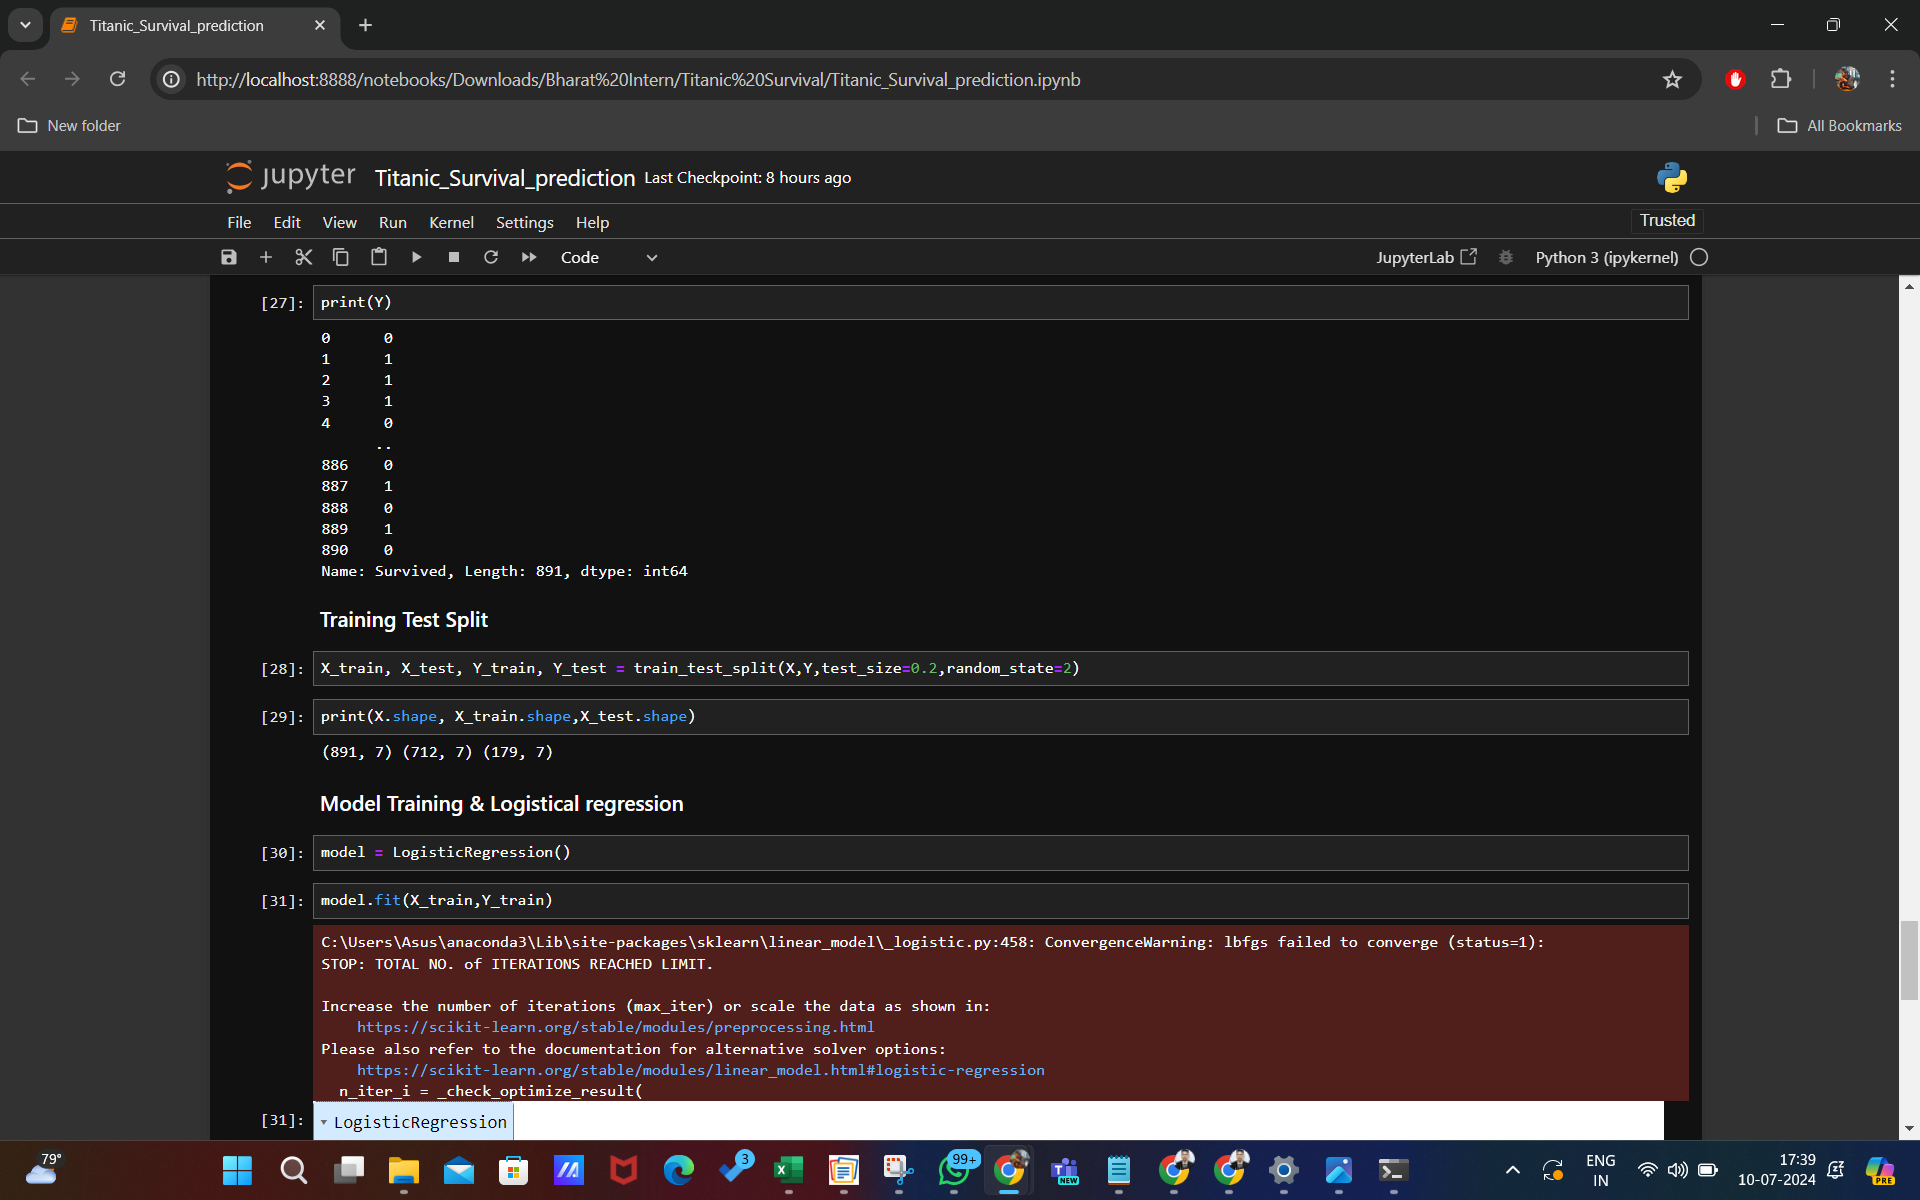 Titanic_Survival_prediction
http://localhost:8888/notebooks/Downloads/Bharat%20Intern/Titanic%20Survival/Titanic_Survival_prediction.ipynb
New folder
All Bookmarks
jupyter Titanic_Survival_prediction Last Checkpoint: 8 hours ago
File Edit View Run Kernel Settings Help
Trusted
Code
JupyterLab
Python 3 (ipykernel)
[27]: print(Y)
0 0
1 1
2 1
3 1
4 0
..
886 0
887 1
888 0
889 1
890 0
Name: Survived, Length: 891, dtype: int64
Training Test Split
[28]: X_train, X_test, Y_train, Y_test = train_test_split(X,Y,test_size=0.2,random_state=2)
[29]: print(X.shape, X_train.shape,X_test.shape)
(891, 7) (712, 7) (179, 7)
Model Training & Logistical regression
[30]: model = LogisticRegression()
[31]: model.fit(X_train,Y_train)
C:\Users\Asus\anaconda3\Lib\site-packages\sklearn\linear_model\_logistic.py:458: ConvergenceWarning: lbfgs failed to converge (status=1):
STOP: TOTAL NO. of ITERATIONS REACHED LIMIT.
Increase the number of iterations (max_iter) or scale the data as shown in:
https://scikit-learn.org/stable/modules/preprocessing.html
Please also refer to the documentation for alternative solver options:
https://scikit-learn.org/stable/modules/linear_model.html#logistic-regression
n_iter_i = _check_optimize_result(
[31]: LogisticRegression
79°
3
99+
NEW
ENG
IN
17:39
10-07-2024
PRE